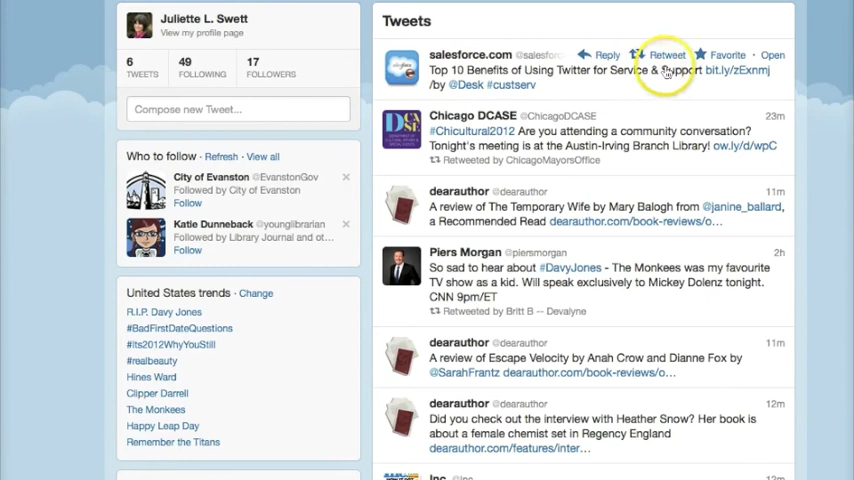 Juliette L. Swett
View my profile page
6 49 17
TWEETS FOLLOWING FOLLOWERS
Compose new Tweet...
Who to follow · Refresh · View all
City of Evanston @EvanstonGov
Followed by City of Evanston
Follow
Katie Dunneback @younglibrarian
Followed by Library Journal and ot...
Follow
United States trends · Change
R.I.P. Davy Jones
#BadFirstDateQuestions
#Its2012WhyYouStill
#realbeauty
Hines Ward
Clipper Darrell
The Monkees
Happy Leap Day
Remember the Titans
Tweets
salesforce.com @salesforc Reply Retweet Favorite · Open
Top 10 Benefits of Using Twitter for Service & Support bit.ly/zExnmj
/by @Desk #custserv
Chicago DCASE @ChicagoDCASE 23m
#Chicultural2012 Are you attending a community conversation?
Tonight's meeting is at the Austin-Irving Branch Library! ow.ly/d/wpC
Retweeted by ChicagoMayorsOffice
dearauthor @dearauthor 11m
A review of The Temporary Wife by Mary Balogh from @janine_ballard,
a Recommended Read dearauthor.com/book-reviews/o...
Piers Morgan @piersmorgan 2h
So sad to hear about #DavyJones - The Monkees was my favourite
TV show as a kid. Will speak exclusively to Mickey Dolenz tonight.
CNN 9pm/ET
Retweeted by Britt B -- Devalyne
dearauthor @dearauthor 11m
A review of Escape Velocity by Anah Crow and Dianne Fox by
@SarahFrantz dearauthor.com/book-reviews/o...
dearauthor @dearauthor 12m
Did you check out the interview with Heather Snow? Her book is
about a female chemist set in Regency England
dearauthor.com/features/inter...
Inc. @Inc 12m